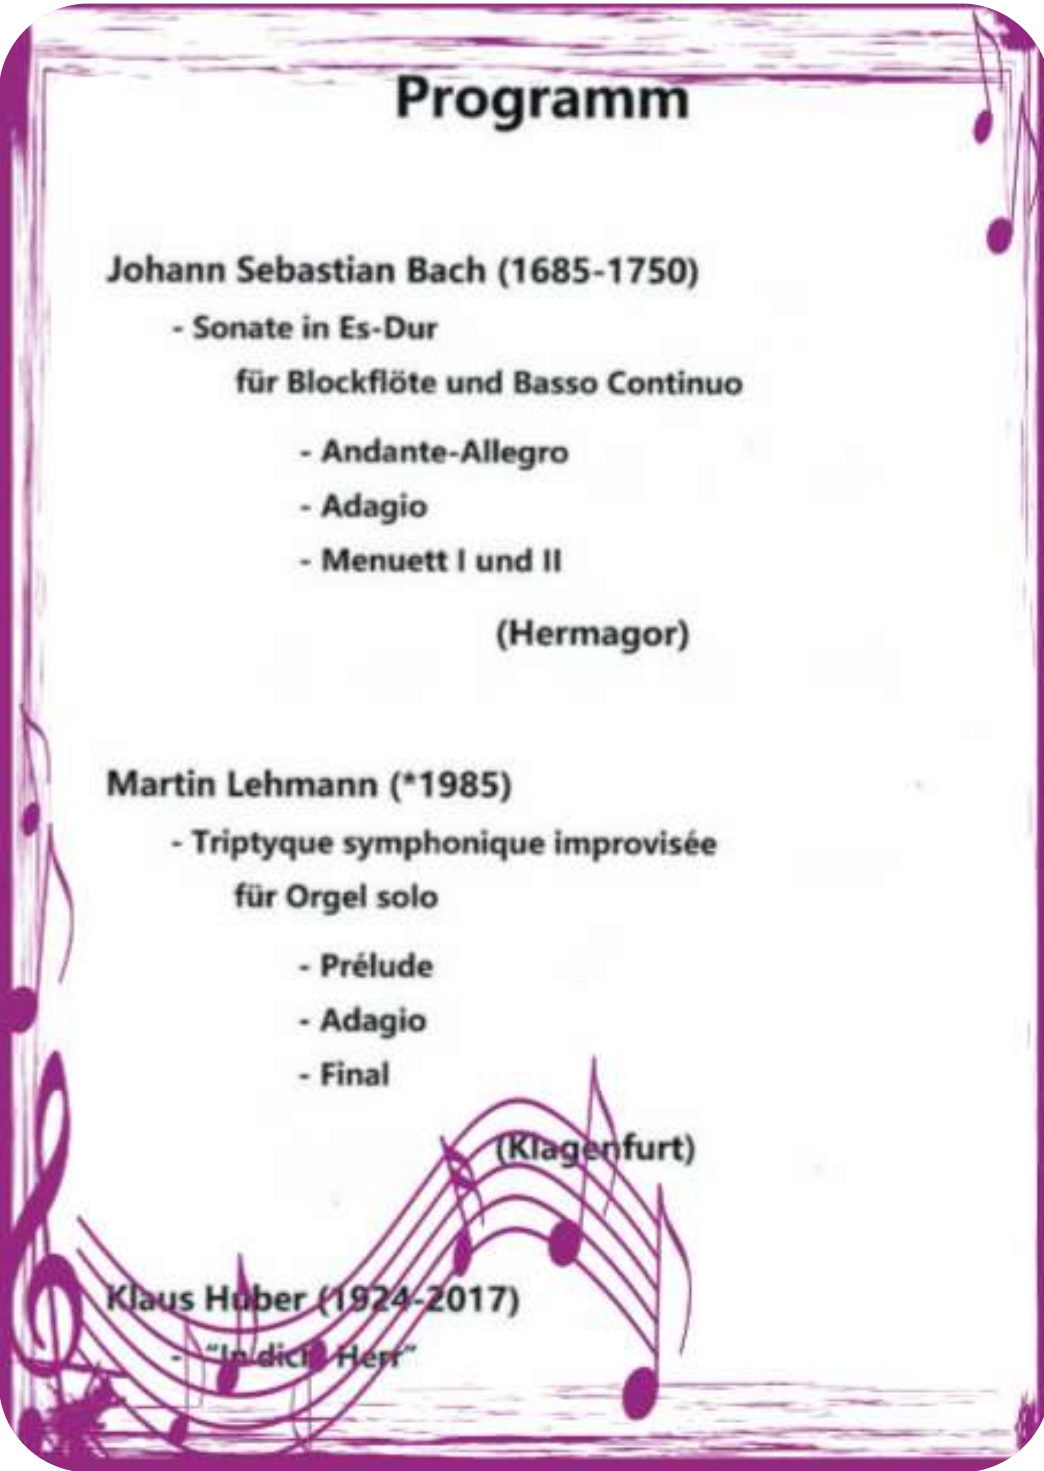 Programm
Johann Sebastian Bach (1685-1750)
- Sonate in Es-Dur
für Blockflöte und Basso Continuo
- Andante-Allegro
- Adagio
- Menuett I und II
(Hermagor)
Martin Lehmann (*1985)
- Triptyque symphonique improvisée
für Orgel solo
- Prélude
- Adagio
- Final
(Klagenfurt)
Klaus Huber (1924-2017)
- "In dich Herr"